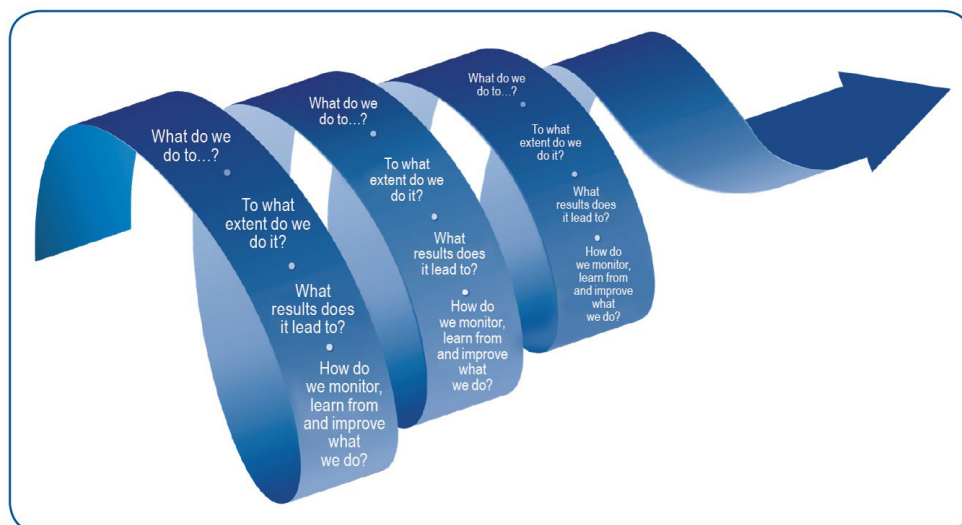 What do we
do to…?
To what
extent do we
do it?
What
results does
it lead to?
How do
we monitor,
learn from
and improve
what
we do?
What do we
do to…?
To what
extent do we
do it?
What
results does
it lead to?
How do
we monitor,
learn from
and improve
what
we do?
What do we
do to…?
To what
extent do we
do it?
What
results does
it lead to?
How do
we monitor,
learn from
and improve
what
we do?